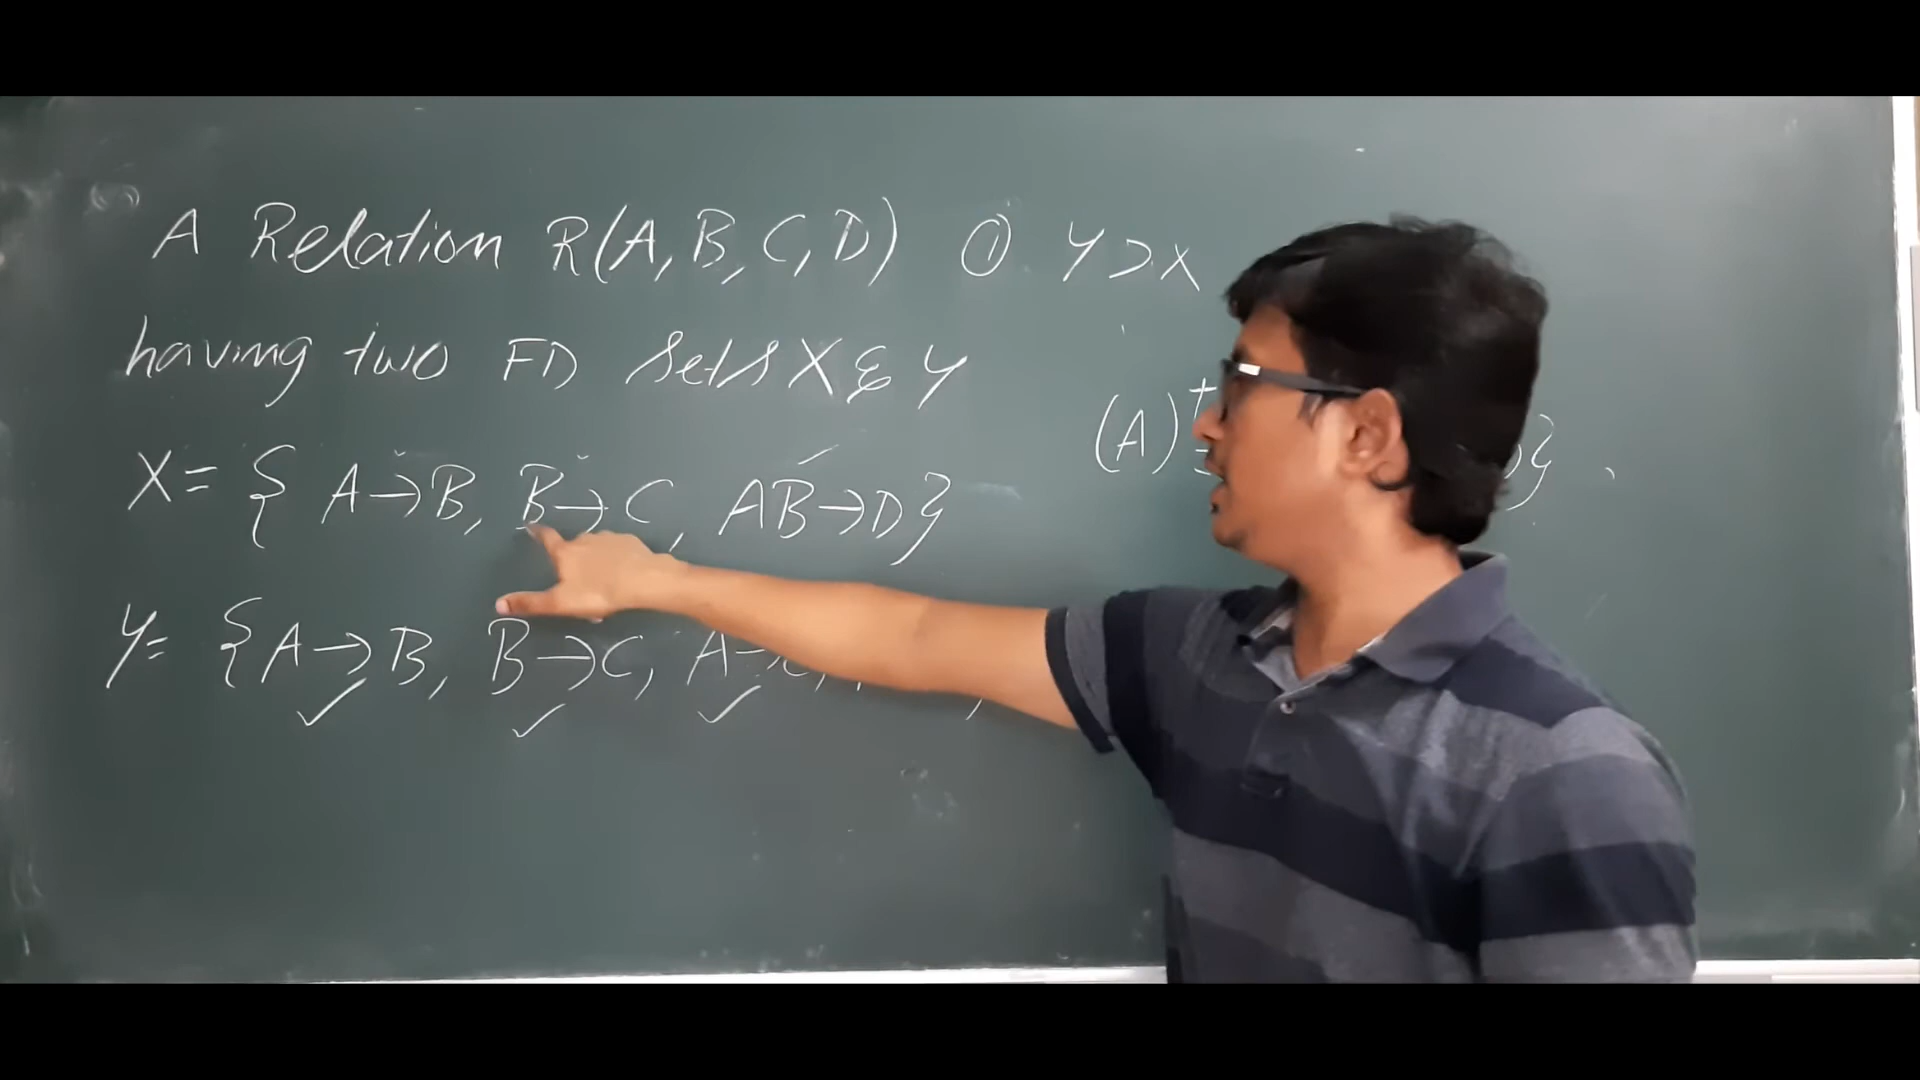 A Relation R(A,B,C,D) ① Y⊃X
having two FD sets X & Y
(A)⁺
X= { A→B, B→C, AB→D}
Y= {A→B, B→C, A→C,